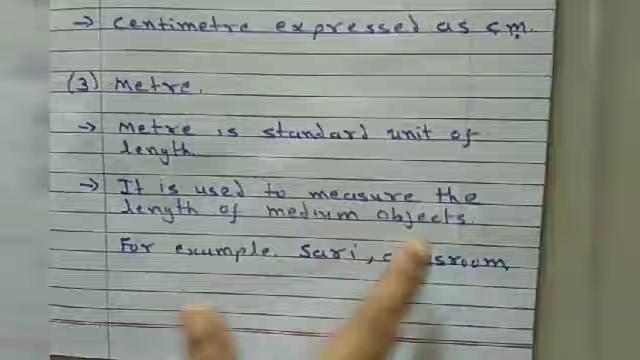 → Centimetre expressed as cm.
(3) Metre.
→ Metre is standard unit of
length
→ It is used to measure the
length of medium objects.
For example. Sari,